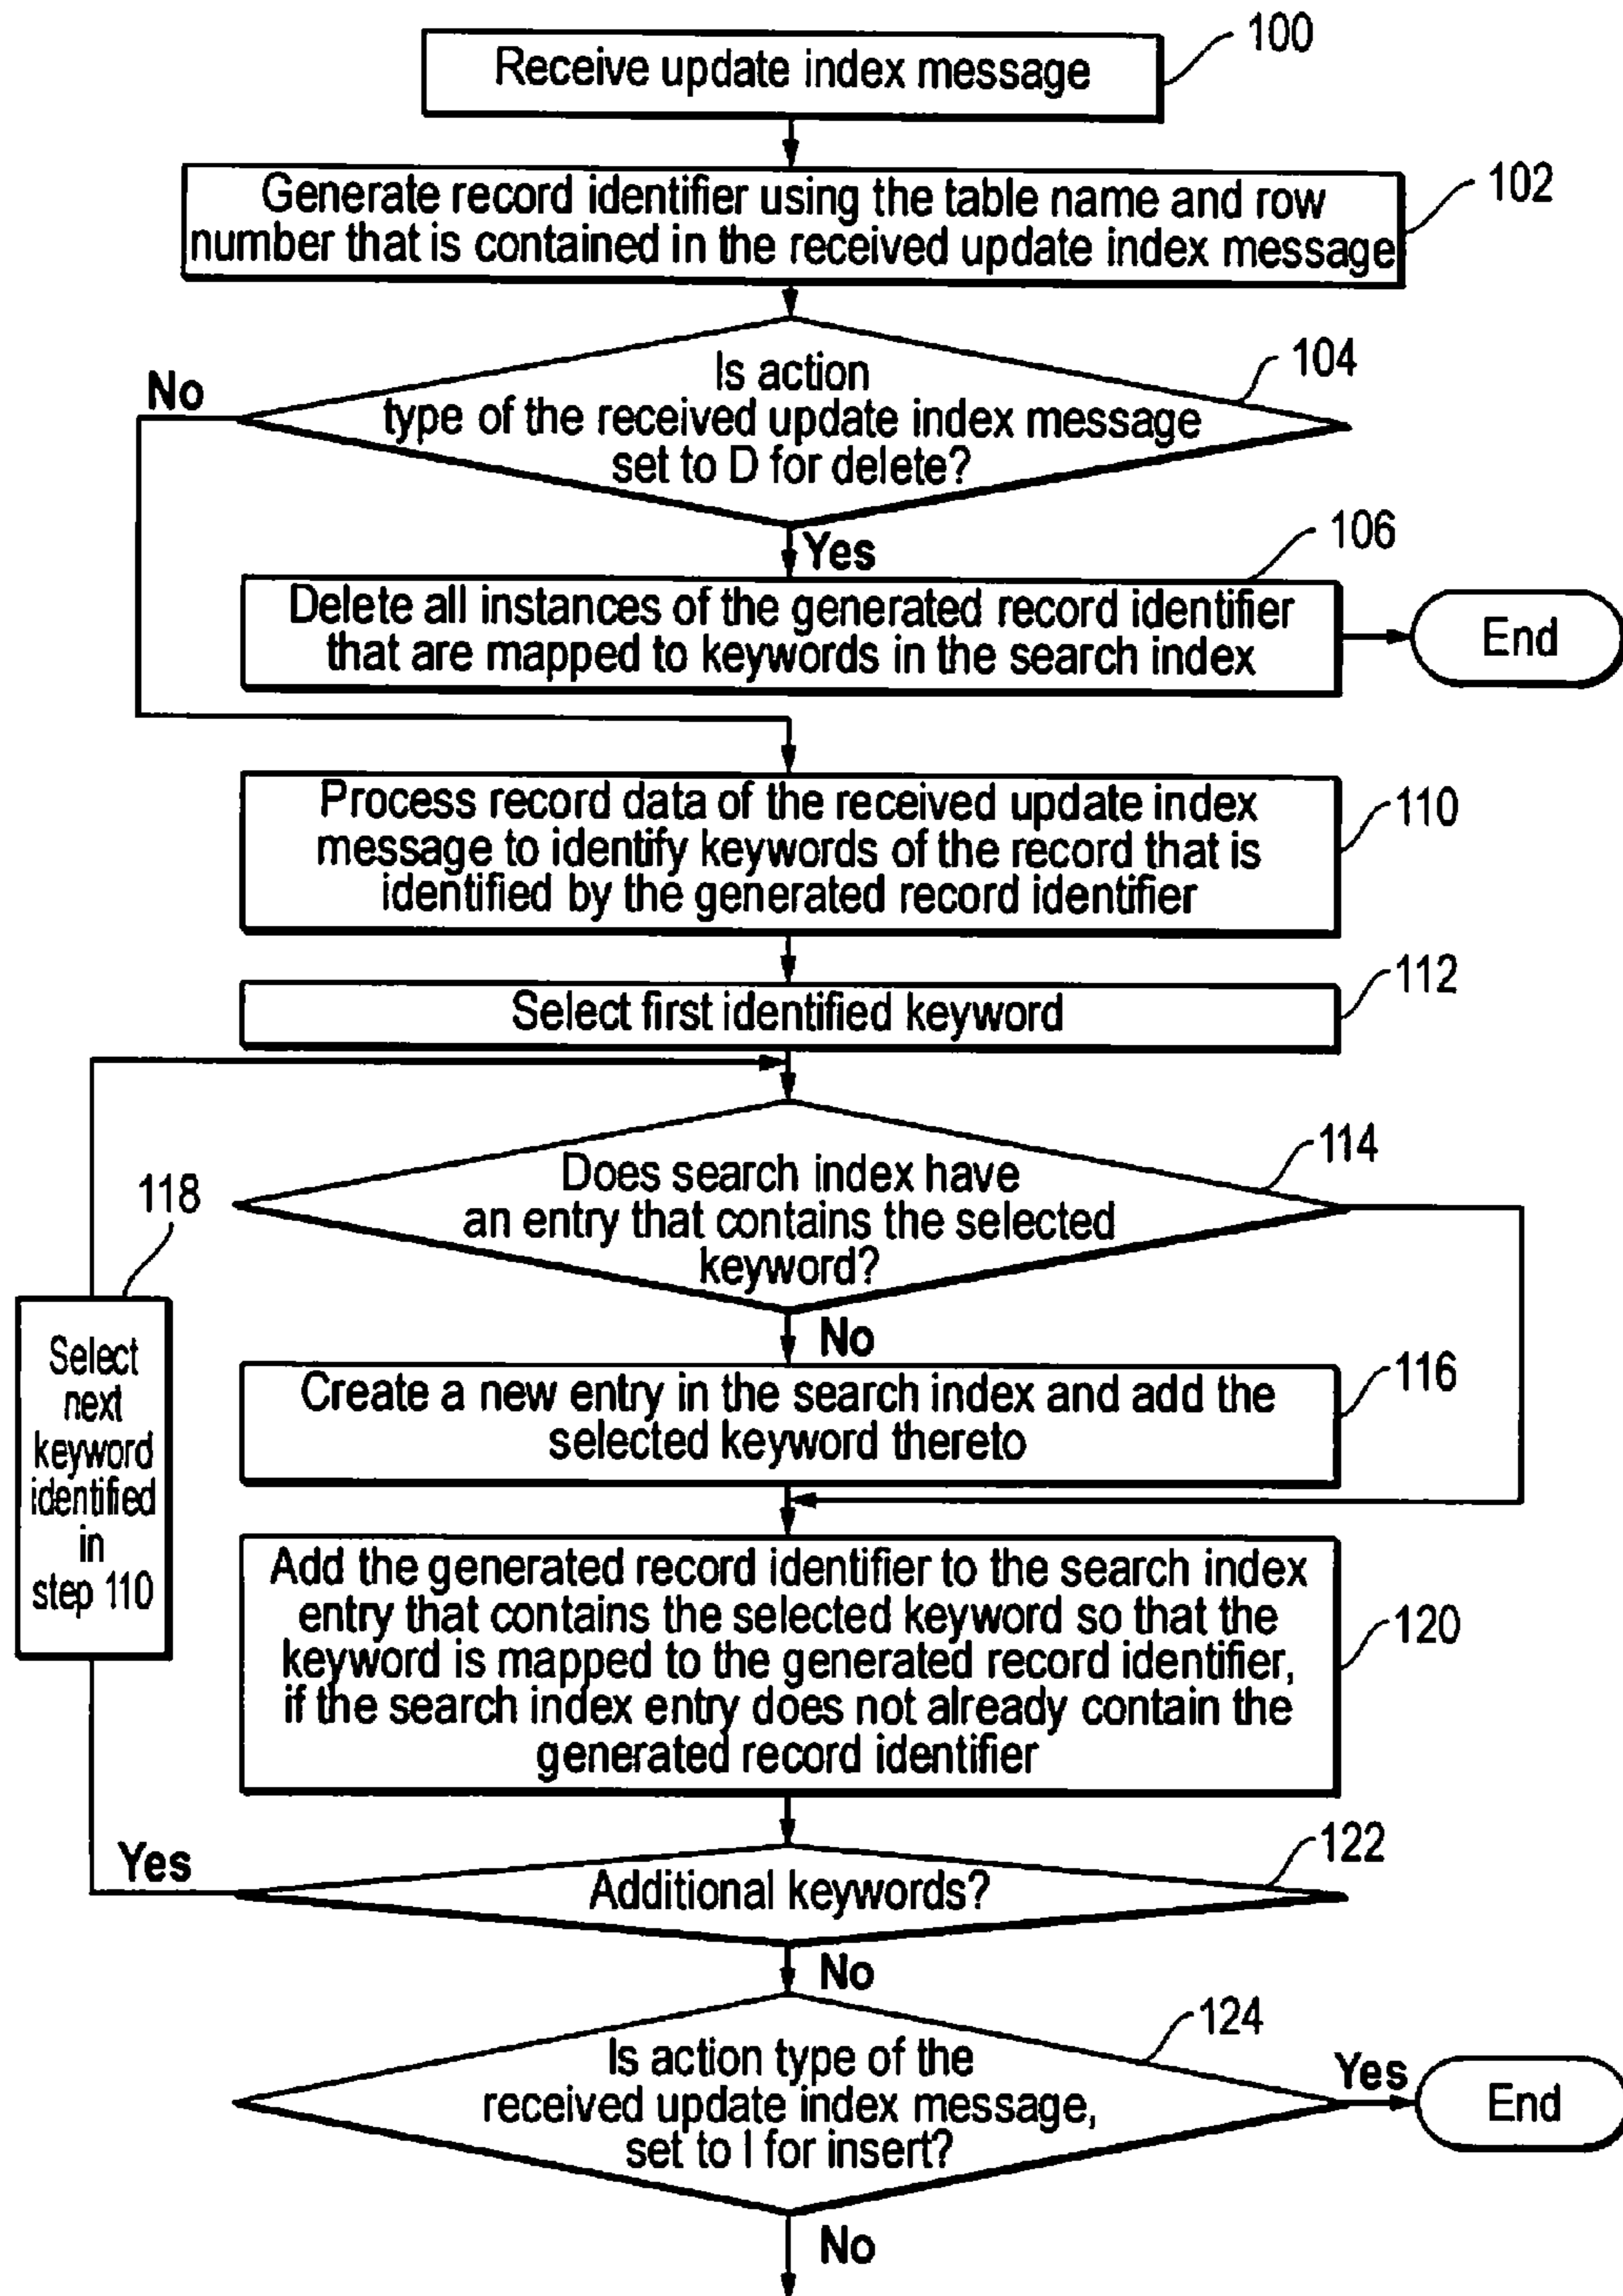 Receive update index message
100
Generate record identifier using the table name and row
number that is contained in the received update index message
102
Is action
type of the received update index message
set to D for delete?
104
No
Yes
106
Delete all instances of the generated record identifier
that are mapped to keywords in the search index
End
Process record data of the received update index
message to identify keywords of the record that is
identified by the generated record identifier
110
Select first identified keyword
112
Does search index have
an entry that contains the selected
keyword?
114
118
Select
next
keyword
identified
in
step 110
No
Create a new entry in the search index and add the
selected keyword thereto
116
Add the generated record identifier to the search index
entry that contains the selected keyword so that the
keyword is mapped to the generated record identifier,
if the search index entry does not already contain the
generated record identifier
120
Yes
Additional keywords?
122
No
Is action type of the
received update index message,
set to I for insert?
124
Yes
End
No